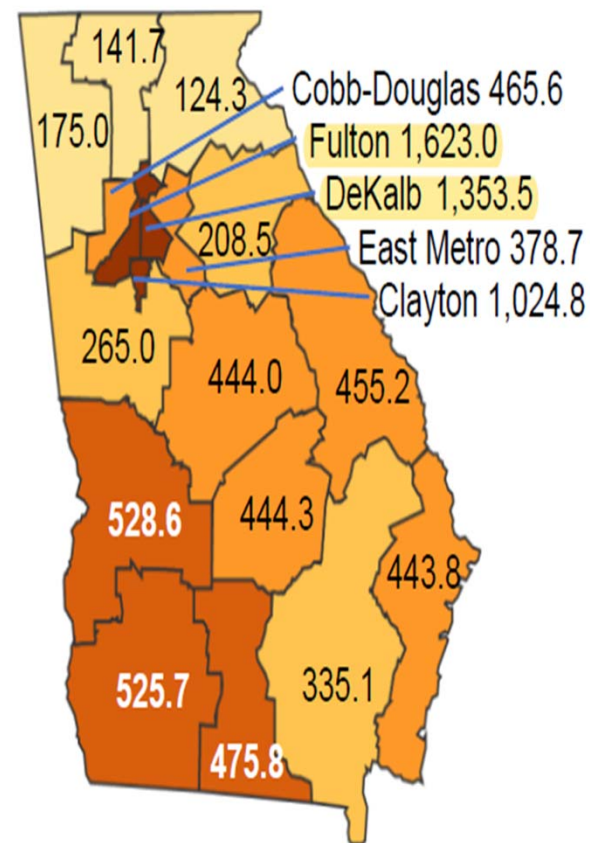 141.7
124.3
175.0
Cobb-Douglas 465.6
Fulton 1,623.0
DeKalb 1,353.5
208.5
East Metro 378.7
Clayton 1,024.8
265.0
444.0
455.2
528.6
444.3
443.8
525.7
335.1
475.8